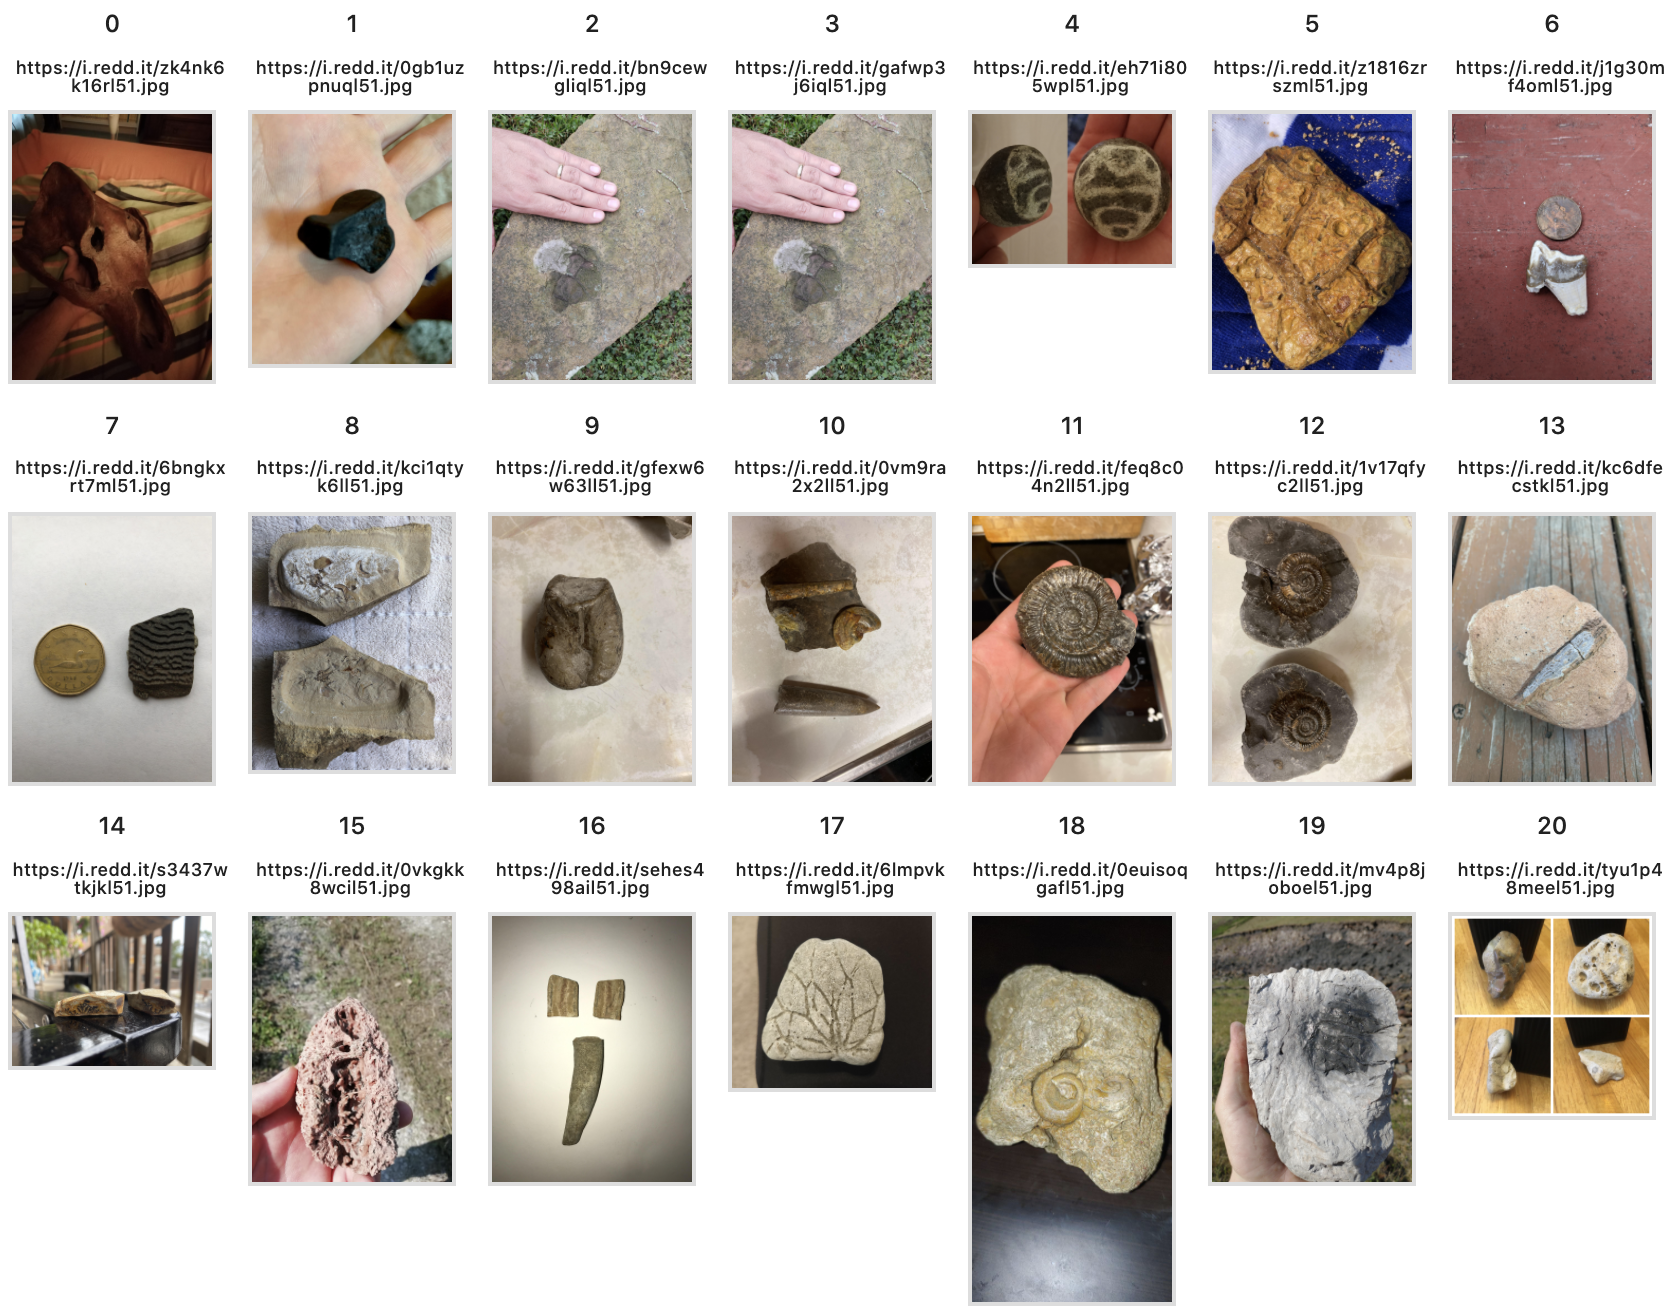 0
1
2
3
4
5
6
https://i.redd.it/zk4nk6
k16rl51.jpg
https://i.redd.it/0gb1uz
pnuql51.jpg
https://i.redd.it/bn9cew
gliql51.jpg
https://i.redd.it/gafwp3
j6iql51.jpg
https://i.redd.it/eh71i80
5wpl51.jpg
https://i.redd.it/z1816zr
szml51.jpg
https://i.redd.it/j1g30m
f4oml51.jpg
7
8
9
10
11
12
13
https://i.redd.it/6bngkx
rt7ml51.jpg
https://i.redd.it/kci1qty
k6ll51.jpg
https://i.redd.it/gfexw6
w63ll51.jpg
https://i.redd.it/0vm9ra
2x2ll51.jpg
https://i.redd.it/feq8c0
4n2ll51.jpg
https://i.redd.it/1v17qfy
c2ll51.jpg
https://i.redd.it/kc6dfe
cstkl51.jpg
14
15
16
17
18
19
20
https://i.redd.it/s3437w
tkjkl51.jpg
https://i.redd.it/0vkgkk
8wcil51.jpg
https://i.redd.it/sehes4
98ail51.jpg
https://i.redd.it/6lmpvk
fmwgl51.jpg
https://i.redd.it/0euisoq
gafl51.jpg
https://i.redd.it/mv4p8j
oboel51.jpg
https://i.redd.it/tyu1p4
8meel51.jpg